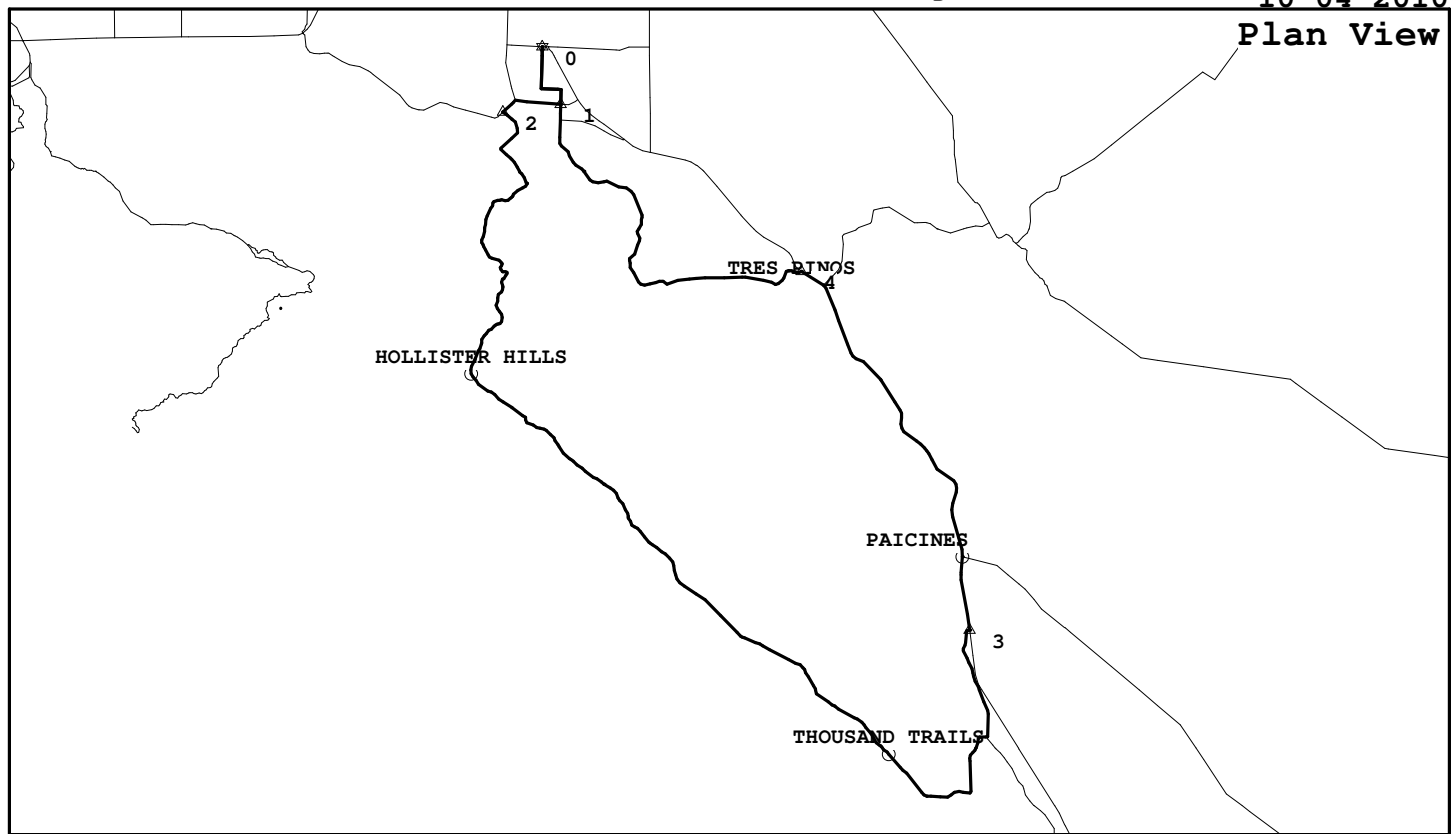 Plan View
0
1
2
TRES PINOS
4
HOLLISTER HILLS
PAICINES
3
THOUSAND TRAILS